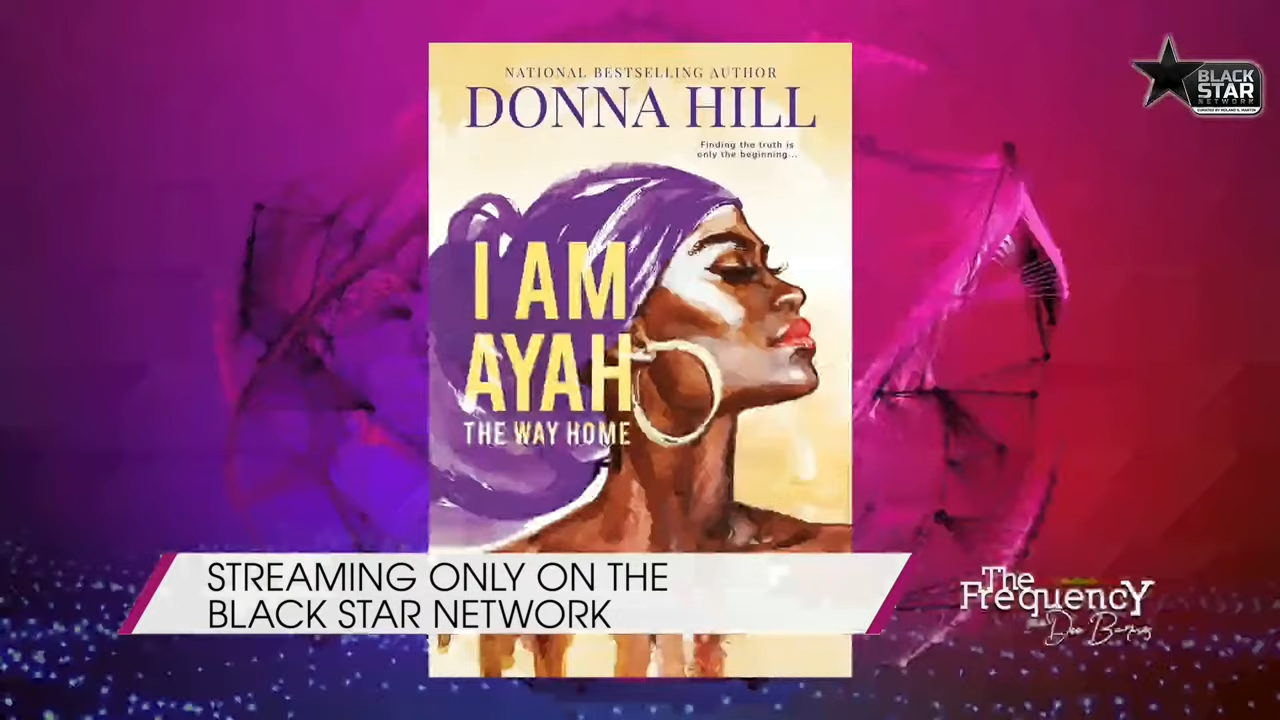 NATIONAL BESTSELLING AUTHOR
DONNA HILL
Finding the truth is
only the beginning...
I AM
AYAH
THE WAY HOME
STREAMING ONLY ON THE
BLACK STAR NETWORK
BLACK
STAR
NETWORK
The
Frequency